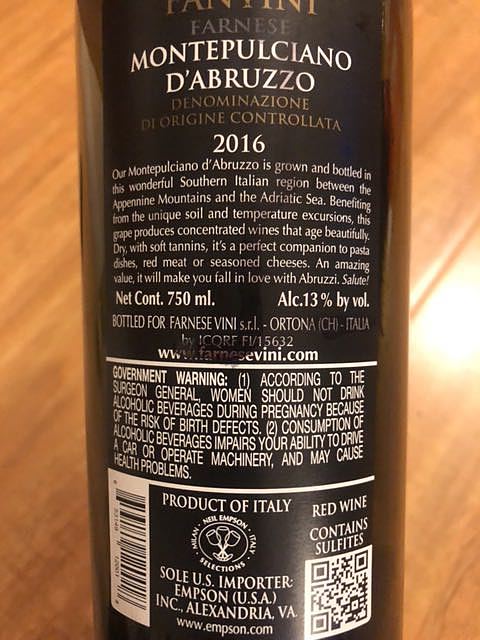 FANTINI
FARNESE
MONTEPULCIANO
D'ABRUZZO
DENOMINAZIONE
DI ORIGINE CONTROLLATA
2016
Our Montepulciano d'Abruzzo is grown and bottled in
this wonderful Southern Italian region between the
Appennine Mountains and the Adriatic Sea. Benefiting
from the unique soil and temperature excursions, this
grape produces concentrated wines that age beautifully.
Dry, with soft tannins, it's a perfect companion to pasta
dishes, red meat or seasoned cheeses. An amazing
value, it will make you fall in love with Abruzzi. Salute!
Net Cont. 750 ml. Alc.13% by vol.
BOTTLED FOR FARNESE VINI s.r.l. - ORTONA (CH) - ITALIA
by ICQRF FI/15632
www.farnesevini.com
GOVERNMENT WARNING: (1) ACCORDING TO THE
SURGEON GENERAL, WOMEN SHOULD NOT DRINK
ALCOHOLIC BEVERAGES DURING PREGNANCY BECAUSE
OF THE RISK OF BIRTH DEFECTS. (2) CONSUMPTION OF
ALCOHOLIC BEVERAGES IMPAIRS YOUR ABILITY TO DRIVE
A CAR OR OPERATE MACHINERY, AND MAY CAUSE
HEALTH PROBLEMS.
PRODUCT OF ITALY
MILAN - NEIL EMPSON - ITALY
SELECTIONS
SOLE U.S. IMPORTER:
EMPSON (U.S.A.)
INC., ALEXANDRIA, VA.
www.empson.com
RED WINE
CONTAINS
SULFITES